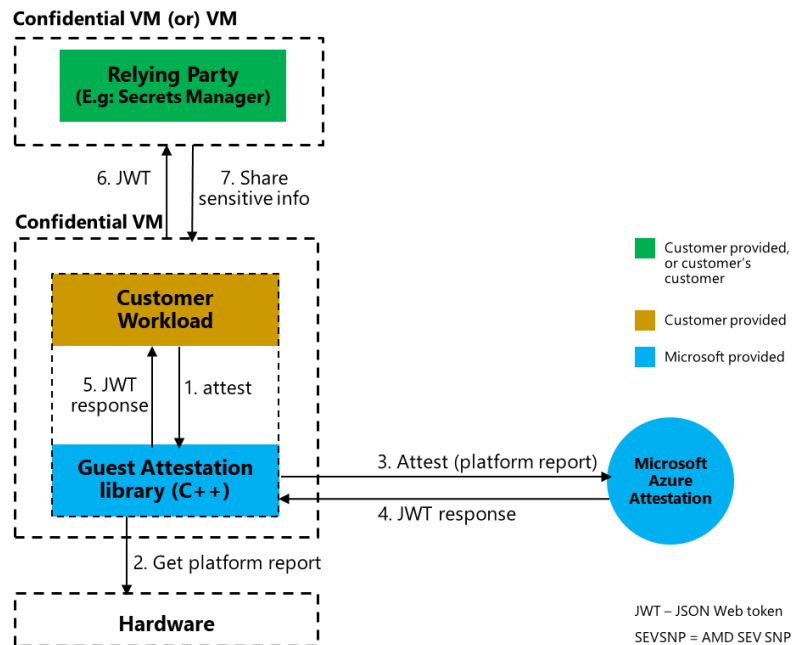 Confidential VM (or) VM
Relying Party
(E.g: Secrets Manager)
6. JWT
7. Share
sensitive info
Confidential VM
Customer
Workload
5. JWT
response
1. attest
Guest Attestation
library (C++)
3. Attest (platform report)
4. JWT response
Microsoft
Azure
Attestation
2. Get platform report
Hardware
Customer provided,
or customer's
customer
Customer provided
Microsoft provided
JWT – JSON Web token
SEVSNP = AMD SEV SNP